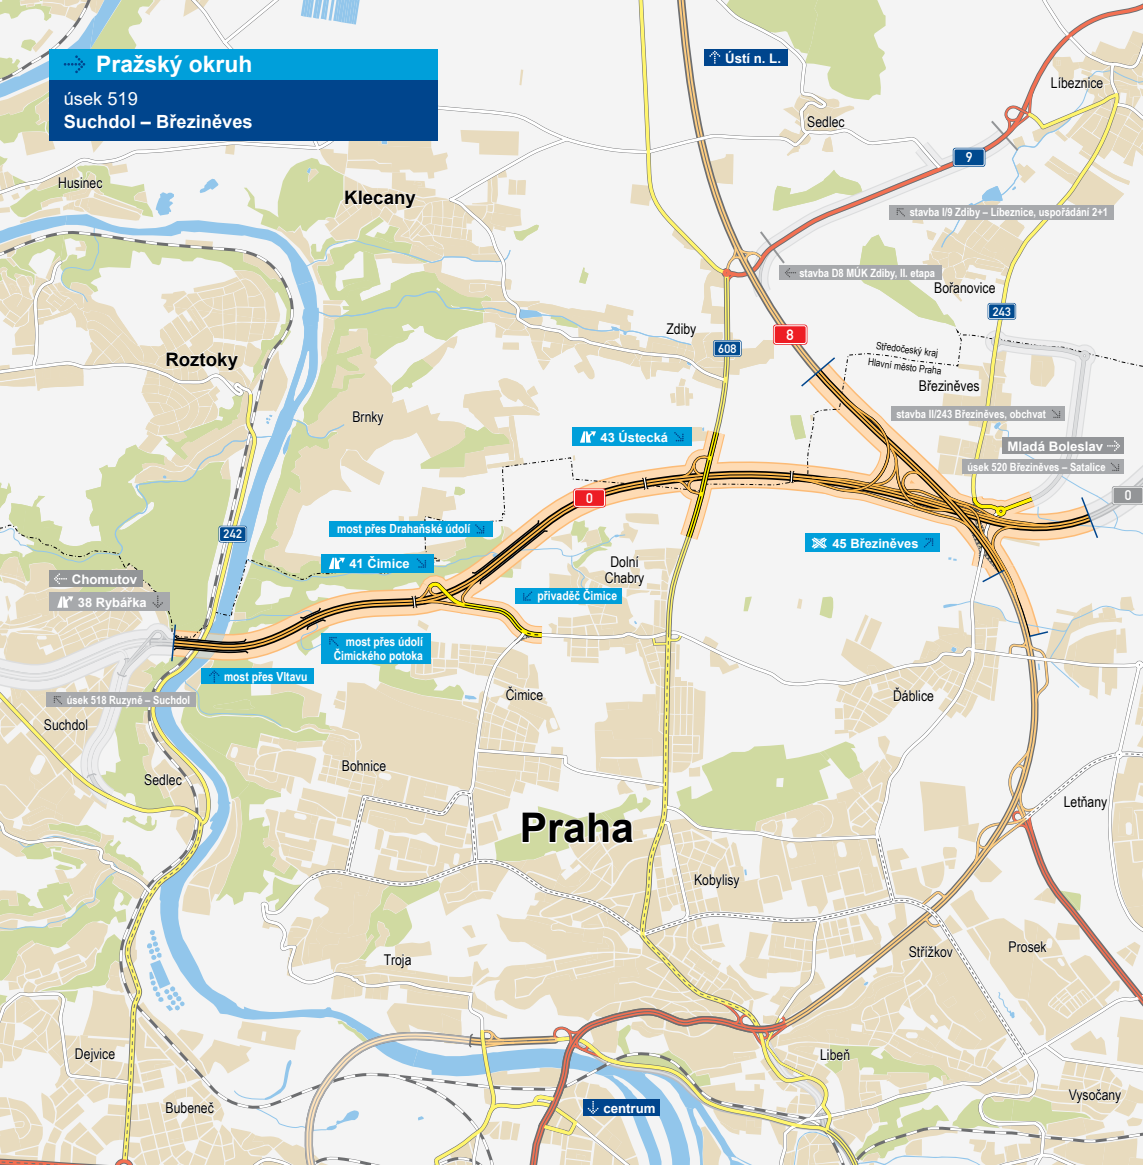 Pražský okruh
úsek 519
Suchdol – Březiněves
Ústí n. L.
Líbeznice
Sedlec
9
Husinec
Klecany
stavba I/9 Zdiby – Líbeznice, uspořádání 2+1
stavba D8 MÚK Zdiby, II. etapa
Bořanovice
243
Zdiby
8
608
Roztoky
Středočeský kraj
Hlavní město Praha
Březiněves
Brnky
stavba II/243 Březiněves, obchvat
43 Ústecká
Mladá Boleslav
úsek 520 Březiněves – Satalice
0
0
most přes Drahaňské údolí
242
45 Březiněves
41 Čimice
Dolní
Chabry
Chomutov
38 Rybářka
přivaděč Čimice
most přes údolí
Čimického potoka
most přes Vltavu
úsek 518 Ruzyně – Suchdol
Čimice
Ďáblice
Suchdol
Bohnice
Sedlec
Letňany
Praha
Kobylisy
Prosek
Střížkov
Troja
Dejvice
Libeň
Vysočany
Bubeneč
centrum